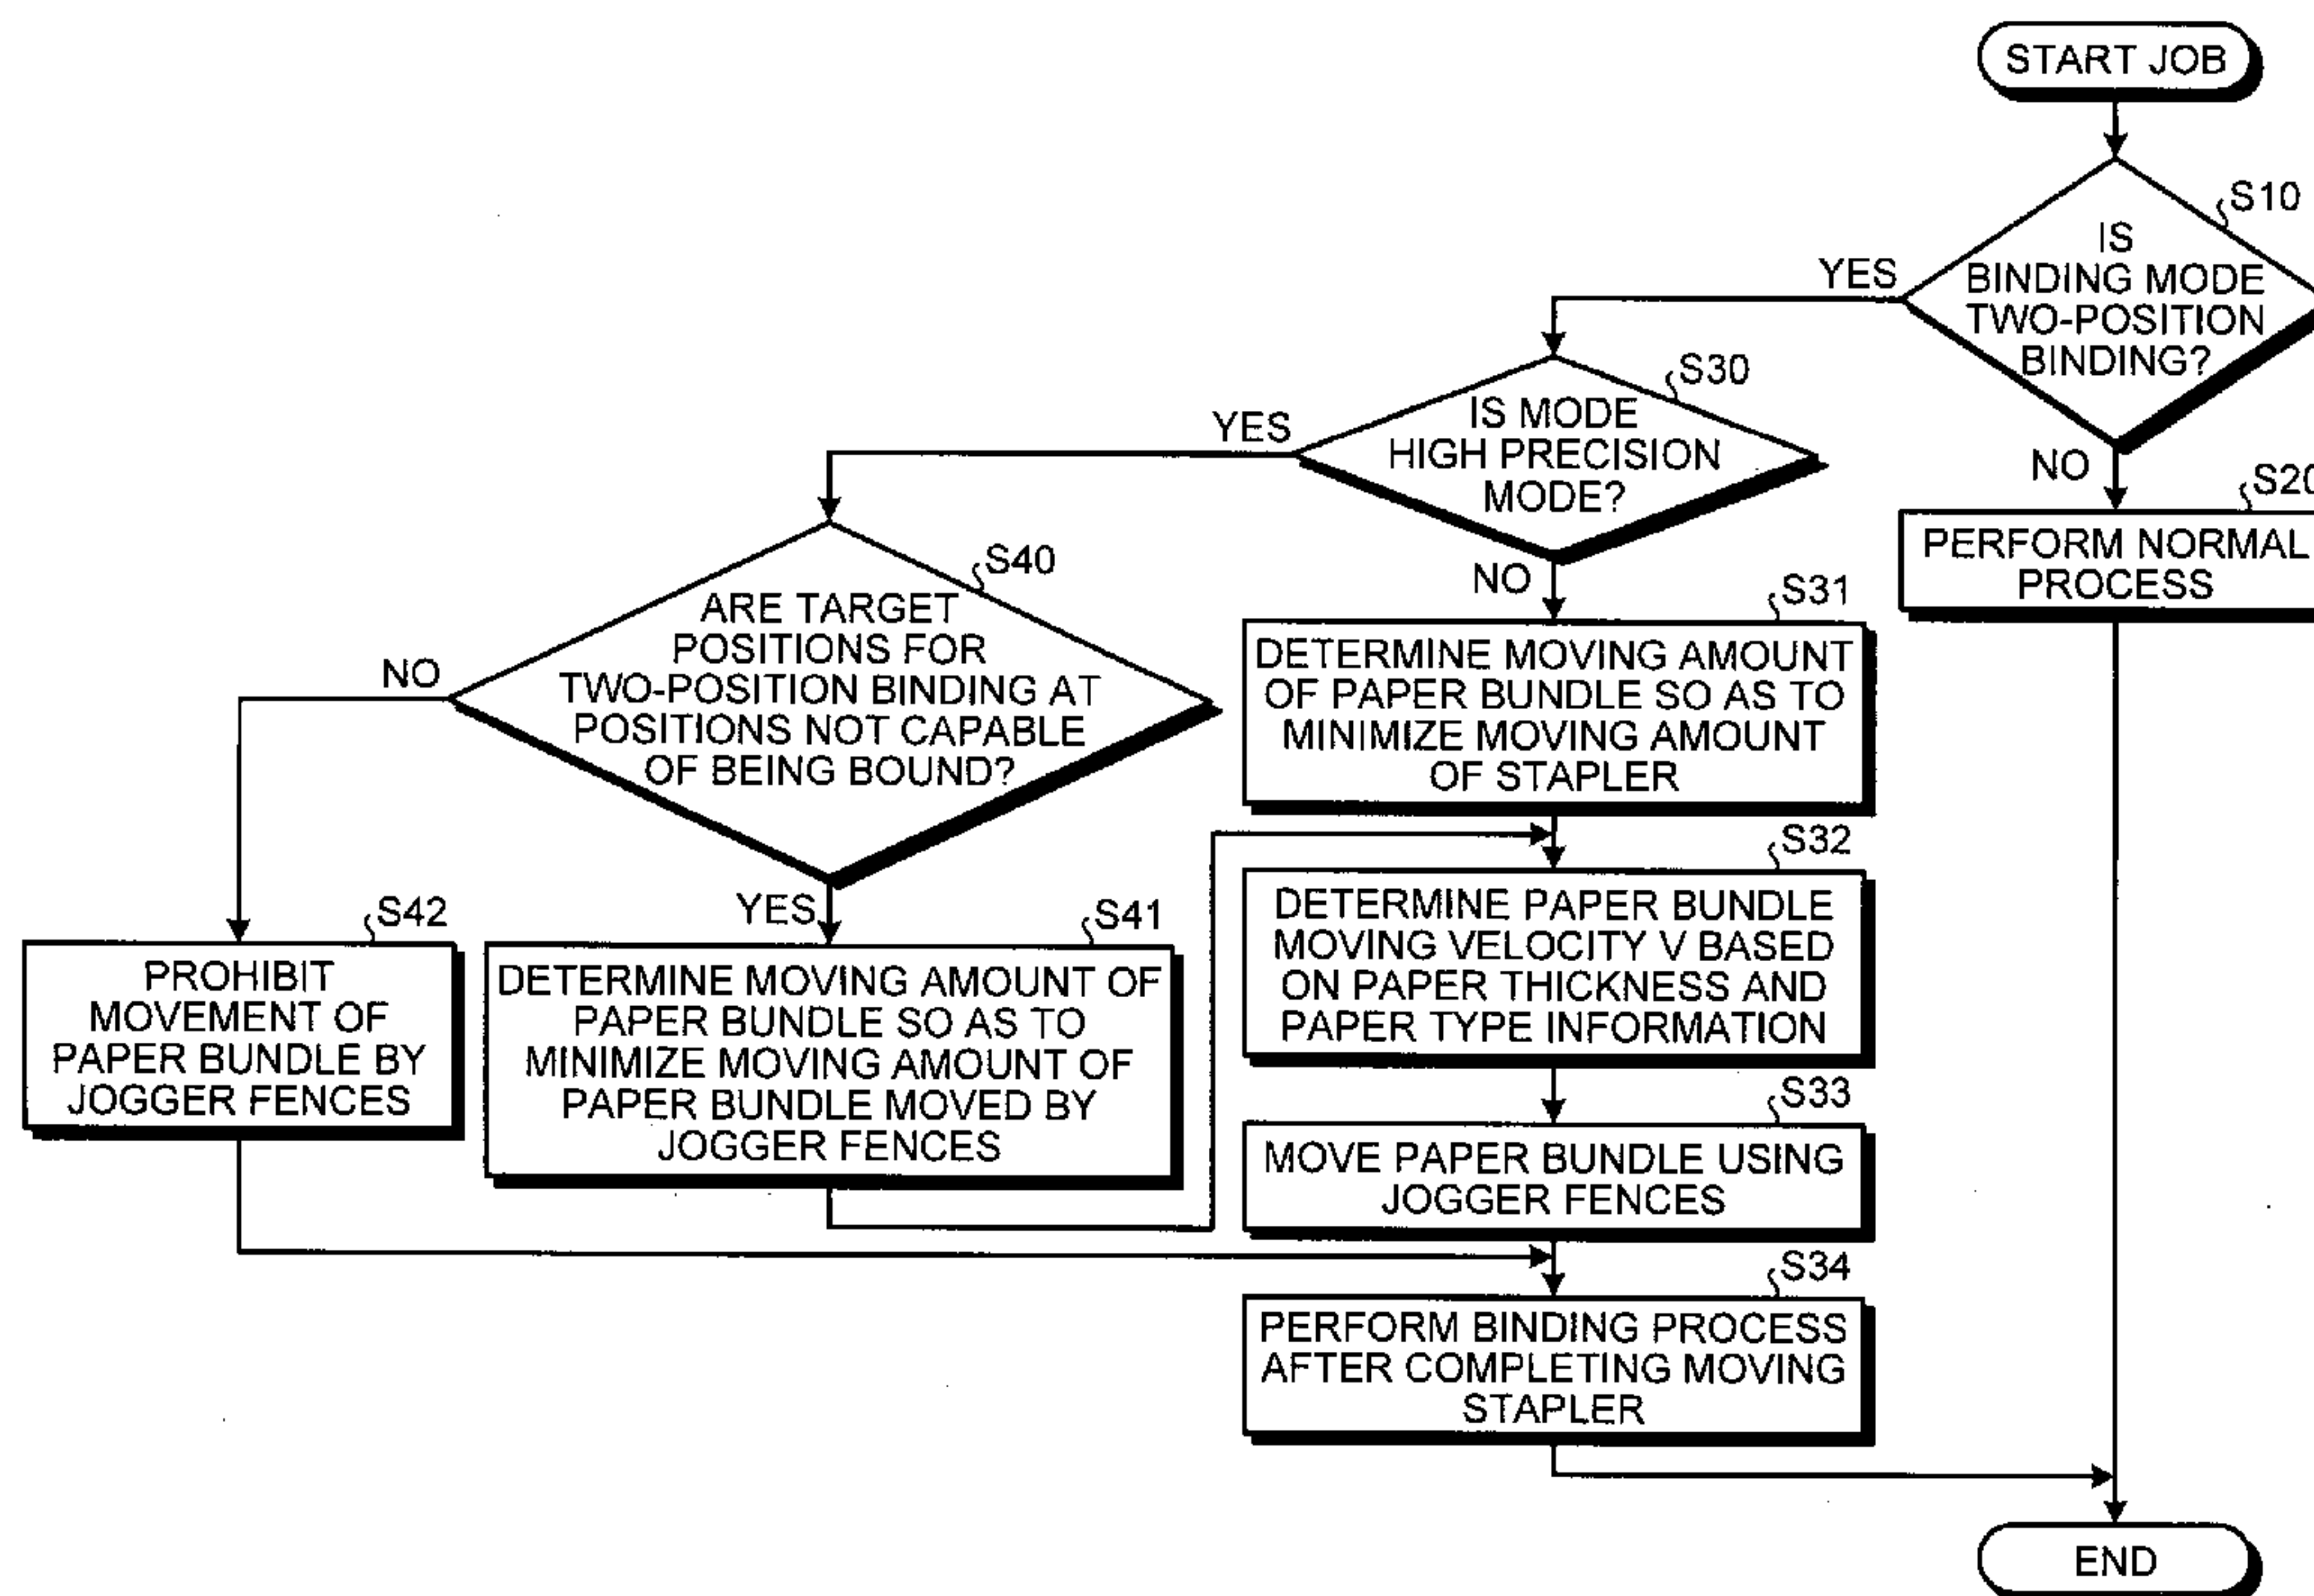 START JOB
S10
IS
BINDING MODE
TWO-POSITION
BINDING?
YES
NO
S20
PERFORM NORMAL
PROCESS
S30
IS MODE
HIGH PRECISION
MODE?
YES
NO
S31
DETERMINE MOVING AMOUNT
OF PAPER BUNDLE SO AS TO
MINIMIZE MOVING AMOUNT
OF STAPLER
S40
ARE TARGET
POSITIONS FOR
TWO-POSITION BINDING AT
POSITIONS NOT CAPABLE
OF BEING BOUND?
NO
YES
S42
PROHIBIT
MOVEMENT OF
PAPER BUNDLE BY
JOGGER FENCES
S41
DETERMINE MOVING AMOUNT OF
PAPER BUNDLE SO AS TO
MINIMIZE MOVING AMOUNT OF
PAPER BUNDLE MOVED BY
JOGGER FENCES
S32
DETERMINE PAPER BUNDLE
MOVING VELOCITY V BASED
ON PAPER THICKNESS AND
PAPER TYPE INFORMATION
S33
MOVE PAPER BUNDLE USING
JOGGER FENCES
S34
PERFORM BINDING PROCESS
AFTER COMPLETING MOVING
STAPLER
END